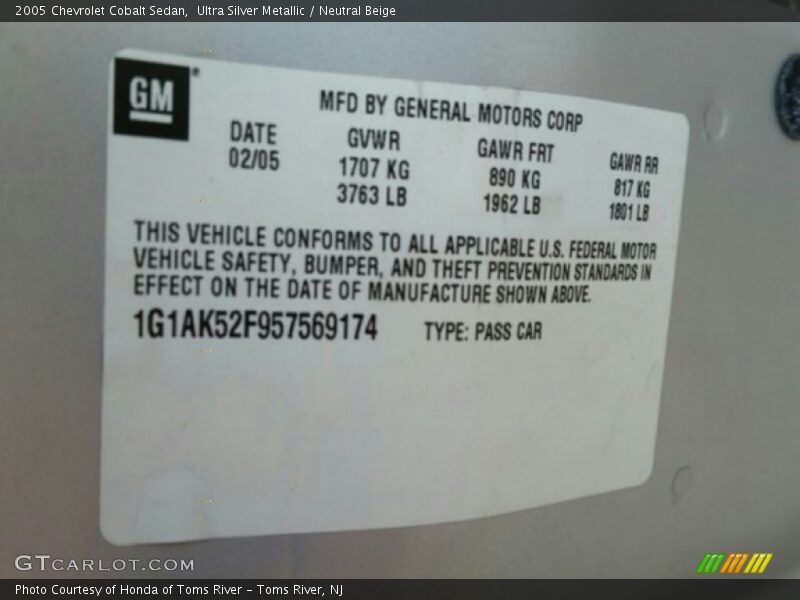 2005 Chevrolet Cobalt Sedan,  Ultra Silver Metallic / Neutral Beige
GM
MFD BY GENERAL MOTORS CORP
DATE GVWR GAWR FRT GAWR RR
02/05 1707 KG 890 KG 817 KG
3763 LB 1962 LB 1801 LB
THIS VEHICLE CONFORMS TO ALL APPLICABLE U.S. FEDERAL MOTOR
VEHICLE SAFETY, BUMPER, AND THEFT PREVENTION STANDARDS IN
EFFECT ON THE DATE OF MANUFACTURE SHOWN ABOVE.
1G1AK52F957569174 TYPE: PASS CAR
GTCARLOT.COM
Photo Courtesy of Honda of Toms River – Toms River, NJ